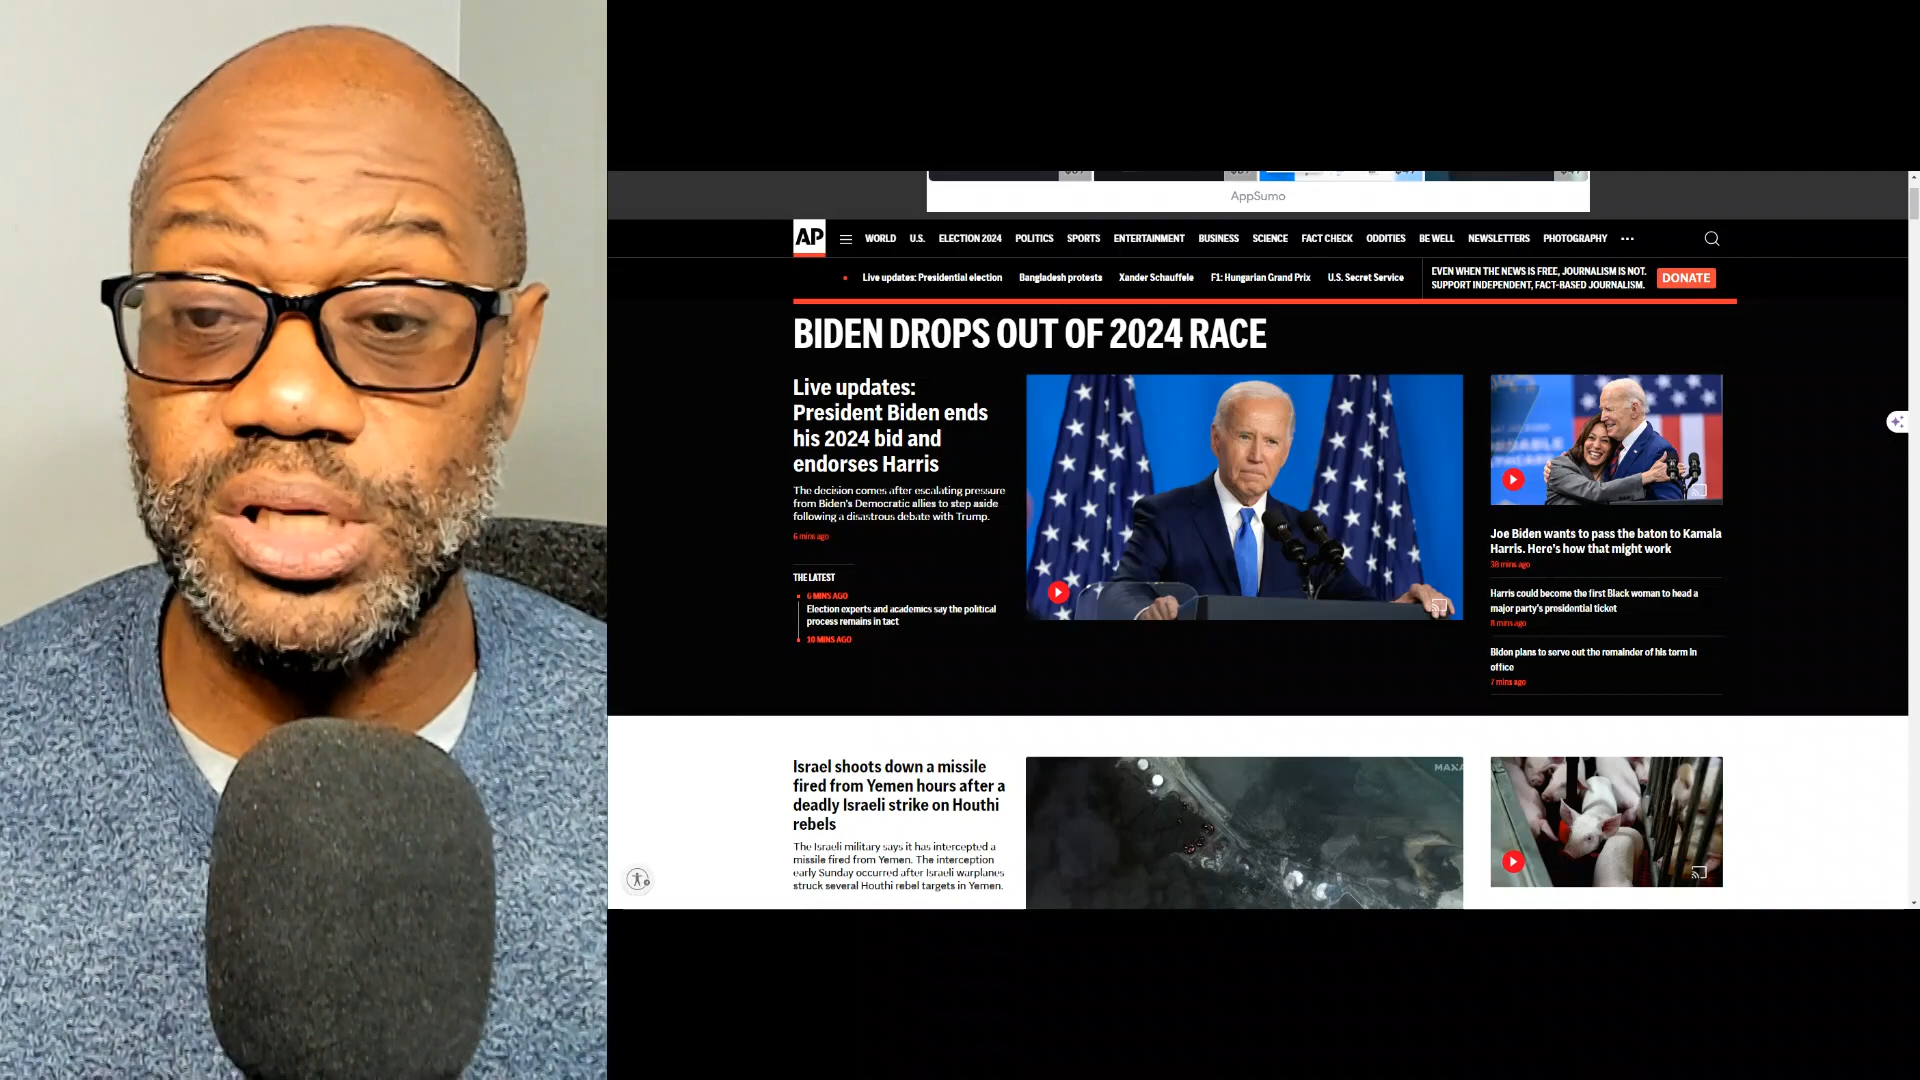 AppSumo
AP
WORLD U.S. ELECTION 2024 POLITICS SPORTS ENTERTAINMENT BUSINESS SCIENCE FACT CHECK ODDITIES BE WELL NEWSLETTERS PHOTOGRAPHY ...
Live updates: Presidential election Bangladesh protests Xander Schauffele F1: Hungarian Grand Prix U.S. Secret Service
EVEN WHEN THE NEWS IS FREE, JOURNALISM IS NOT.
SUPPORT INDEPENDENT, FACT-BASED JOURNALISM.
DONATE
BIDEN DROPS OUT OF 2024 RACE
Live updates:
President Biden ends
his 2024 bid and
endorses Harris
The decision comes after escalating pressure
from Biden's Democratic allies to step aside
following a disastrous debate with Trump.
6 mins ago
THE LATEST
6 MINS AGO
Election experts and academics say the political
process remains in tact
10 MINS AGO
Joe Biden wants to pass the baton to Kamala
Harris. Here's how that might work
38 mins ago
Harris could become the first Black woman to head a
major party's presidential ticket
8 mins ago
Biden plans to serve out the remainder of his term in
office
7 mins ago
Israel shoots down a missile
fired from Yemen hours after a
deadly Israeli strike on Houthi
rebels
The Israeli military says it has intercepted a
missile fired from Yemen. The interception
early Sunday occurred after Israeli warplanes
struck several Houthi rebel targets in Yemen.